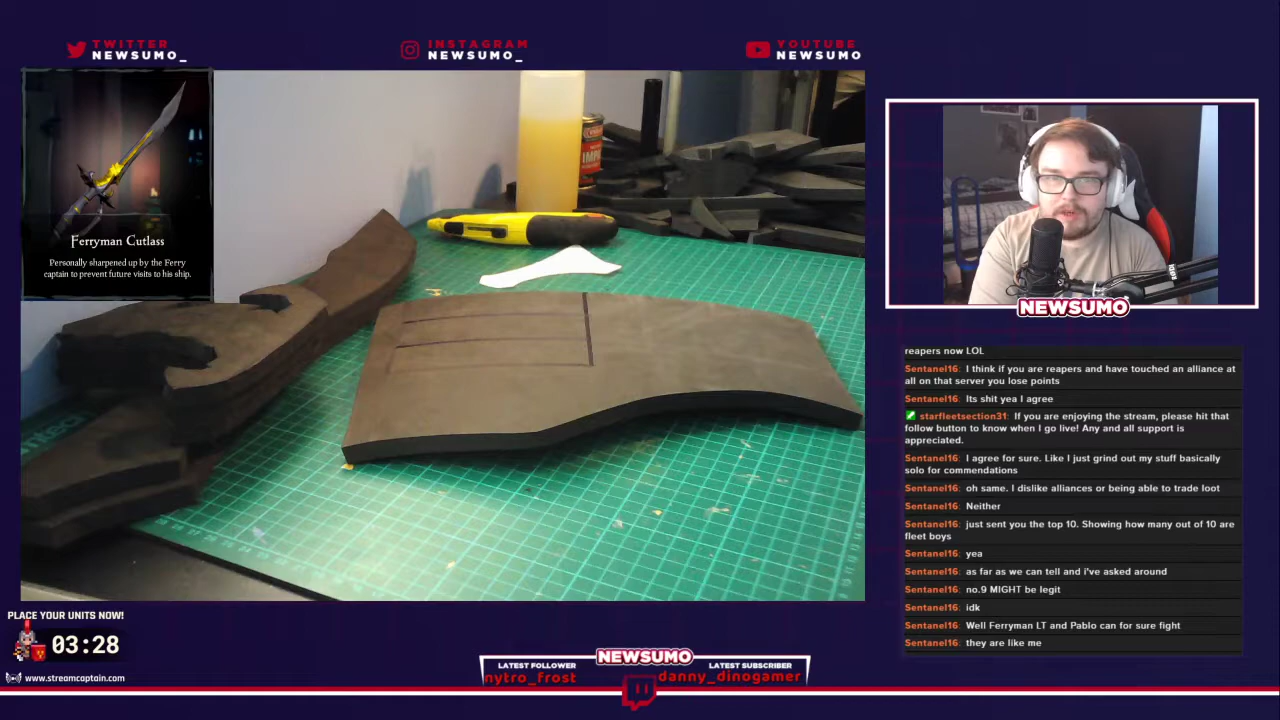 TWITTER
NEWSUMO_
INSTAGRAM
NEWSUMO_
YOUTUBE
NEWSUMO
Ferryman Cutlass
Personally sharpened up by the Ferry
captain to prevent future visits to his ship.
NEWSUMO
reapers now LOL
Sentanel16: I think if you are reapers and have touched an alliance at
all on that server you lose points
Sentanel16: Its shit yea I agree
starfleetsection31: If you are enjoying the stream, please hit that
follow button to know when I go live! Any and all support is
appreciated.
Sentanel16: I agree for sure. Like I just grind out my stuff basically
solo for commendations
Sentanel16: oh same. I dislike alliances or being able to trade loot
Sentanel16: Neither
Sentanel16: just sent you the top 10. Showing how many out of 10 are
fleet boys
Sentanel16: yea
Sentanel16: as far as we can tell and i've asked around
Sentanel16: no.9 MIGHT be legit
Sentanel16: idk
Sentanel16: Well Ferryman LT and Pablo can for sure fight
Sentanel16: they are like me
PLACE YOUR UNITS NOW!
03:28
www.streamcaptain.com
NEWSUMO
LATEST FOLLOWER
nytro_frost
LATEST SUBSCRIBER
danny_dinogamer